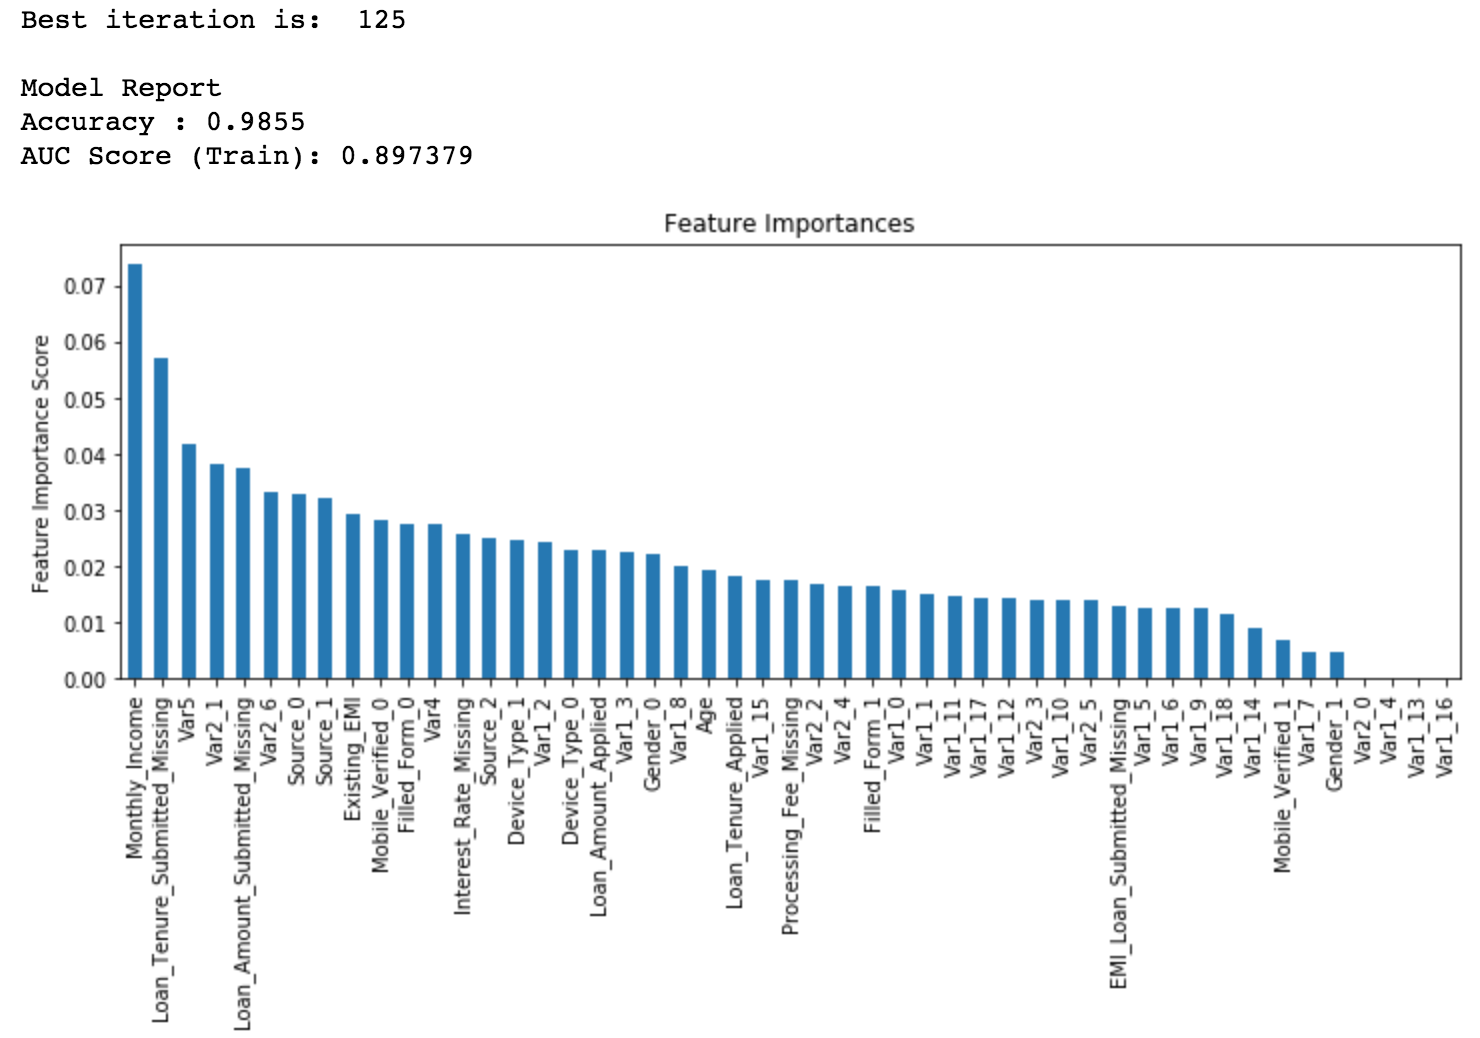 Best iteration is:  125
Model Report
Accuracy : 0.9855
AUC Score (Train): 0.897379
Feature Importances
Feature Importance Score
0.07
0.06
0.05
0.04
0.03
0.02
0.01
0.00
Monthly_Income
Loan_Tenure_Submitted_Missing
Var5
Var2_1
Loan_Amount_Submitted_Missing
Var2_6
Source_0
Source_1
Existing_EMI
Mobile_Verified_0
Filled_Form_0
Var4
Interest_Rate_Missing
Source_2
Device_Type_1
Var1_2
Device_Type_0
Loan_Amount_Applied
Var1_3
Gender_0
Var1_8
Age
Loan_Tenure_Applied
Var1_15
Processing_Fee_Missing
Var2_2
Var2_4
Filled_Form_1
Var1_0
Var1_1
Var1_11
Var1_17
Var1_12
Var2_3
Var1_10
Var2_5
EMI_Loan_Submitted_Missing
Var1_5
Var1_6
Var1_9
Var1_18
Var1_14
Mobile_Verified_1
Var1_7
Gender_1
Var2_0
Var1_4
Var1_13
Var1_16